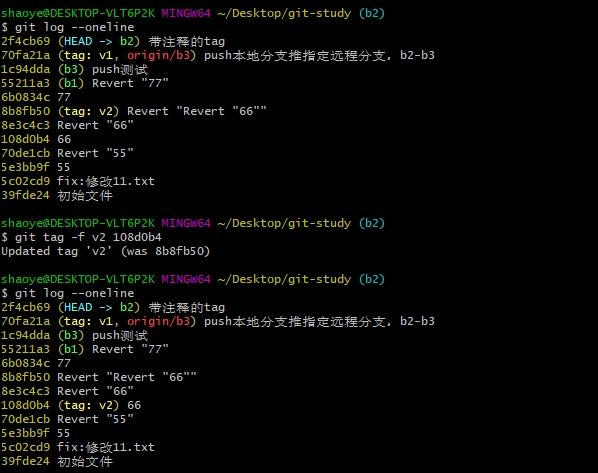 shaoye@DESKTOP-VLT6P2K MINGW64 ~/Desktop/git-study (b2)
$ git log --oneline
2f4cb69 (HEAD -> b2) 带注释的tag
70fa21a (tag: v1, origin/b3) push本地分支推指定远程分支, b2-b3
1c94dda (b3) push测试
55211a3 (b1) Revert "77"
6b0834c 77
8b8fb50 (tag: v2) Revert "Revert "66""
8e3c4c3 Revert "66"
108d0b4 66
70de1cb Revert "55"
5e3bb9f 55
5c02cd9 fix:修改11.txt
39fde24 初始文件
shaoye@DESKTOP-VLT6P2K MINGW64 ~/Desktop/git-study (b2)
$ git tag -f v2 108d0b4
Updated tag 'v2' (was 8b8fb50)
shaoye@DESKTOP-VLT6P2K MINGW64 ~/Desktop/git-study (b2)
$ git log --oneline
2f4cb69 (HEAD -> b2) 带注释的tag
70fa21a (tag: v1, origin/b3) push本地分支推指定远程分支, b2-b3
1c94dda (b3) push测试
55211a3 (b1) Revert "77"
6b0834c 77
8b8fb50 Revert "Revert "66""
8e3c4c3 Revert "66"
108d0b4 (tag: v2) 66
70de1cb Revert "55"
5e3bb9f 55
5c02cd9 fix:修改11.txt
39fde24 初始文件